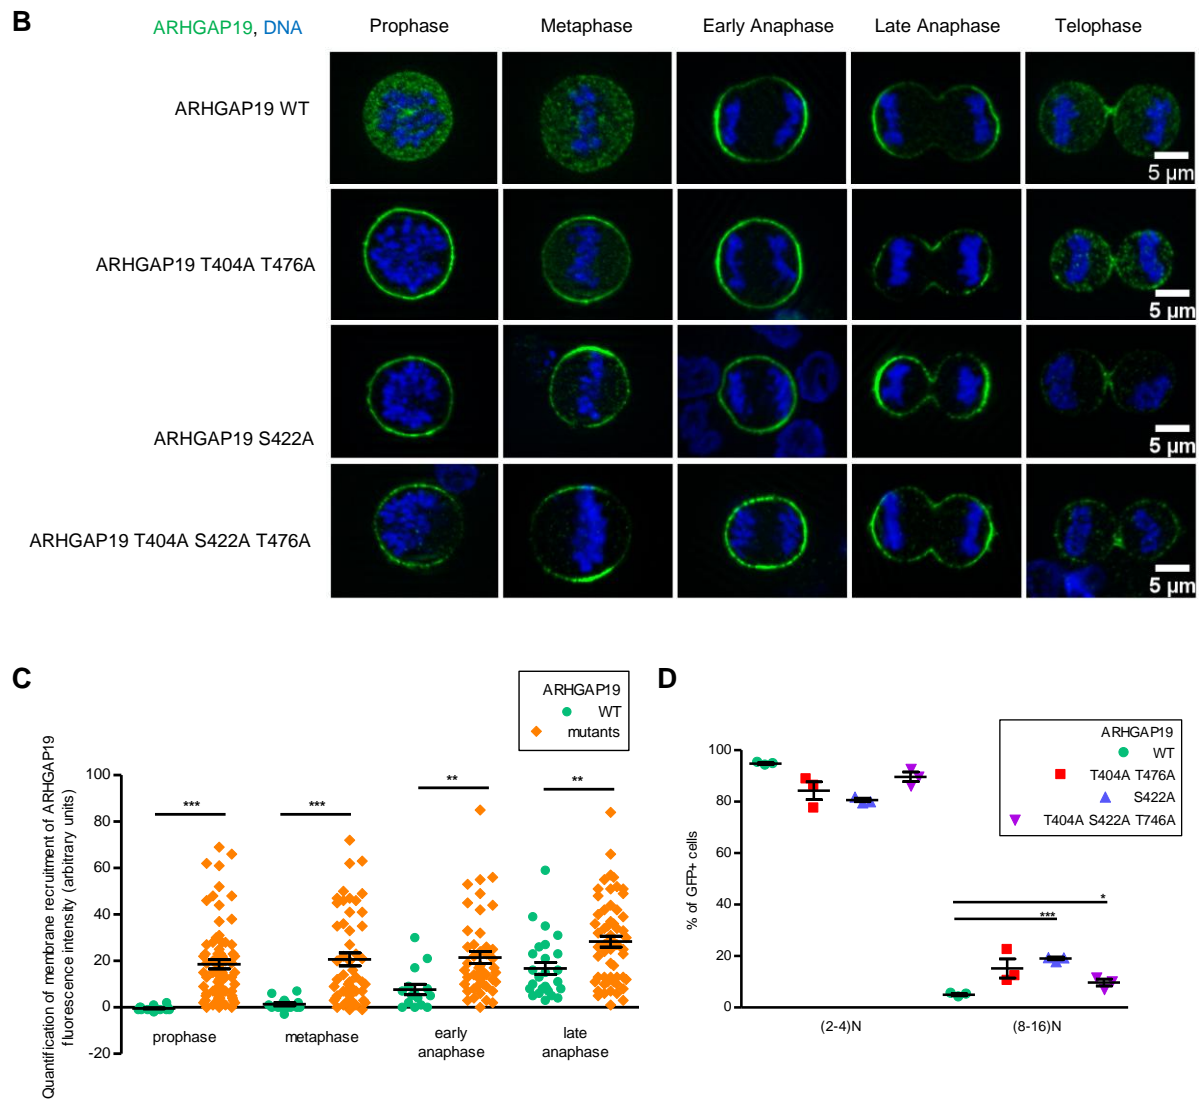 B
ARHGAP19, DNA
Prophase
Metaphase
Early Anaphase
Late Anaphase
Telophase
ARHGAP19 WT
5 µm
ARHGAP19 T404A T476A
5 µm
ARHGAP19 S422A
5 µm
ARHGAP19 T404A S422A T476A
5 µm
C
ARHGAP19
WT
mutants
Quantification of membrane recruitment of ARHGAP19
fluorescence intensity (arbitrary units)
100
80
60
40
20
0
-20
***
***
**
**
prophase
metaphase
early
anaphase
late
anaphase
D
ARHGAP19
WT
T404A T476A
S422A
T404A S422A T746A
% of GFP+ cells
100
80
60
40
20
0
*
***
(2-4)N
(8-16)N